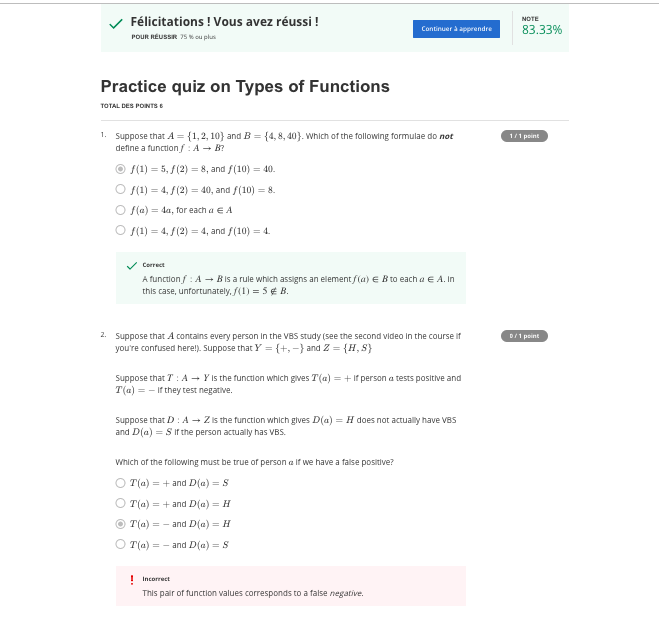 Félicitations ! Vous avez réussi !
POUR RÉUSSIR 75 % ou plus
Continuer à apprendre
NOTE
83.33%
Practice quiz on Types of Functions
TOTAL DES POINTS 6
1. Suppose that A = {1, 2, 10} and B = {4, 8, 40}. Which of the following formulae do not
define a function f : A → B?
1 / 1 point
f(1) = 5, f(2) = 8, and f(10) = 40.
f(1) = 4, f(2) = 40, and f(10) = 8.
f(a) = 4a, for each a ∈ A
f(1) = 4, f(2) = 4, and f(10) = 4.
Correct
A function f : A → B is a rule which assigns an element f(a) ∈ B to each a ∈ A. In
this case, unfortunately, f(1) = 5 ∉ B.
2. Suppose that A contains every person in the VBS study (see the second video in the course if
you're confused here!). Suppose that Y = {+, −} and Z = {H, S}
0 / 1 point
Suppose that T : A → Y is the function which gives T(a) = + if person a tests positive and
T(a) = − if they test negative.
Suppose that D : A → Z is the function which gives D(a) = H does not actually have VBS
and D(a) = S if the person actually has VBS.
Which of the following must be true of person a if we have a false positive?
T(a) = + and D(a) = S
T(a) = + and D(a) = H
T(a) = − and D(a) = H
T(a) = − and D(a) = S
Incorrect
This pair of function values corresponds to a false negative.